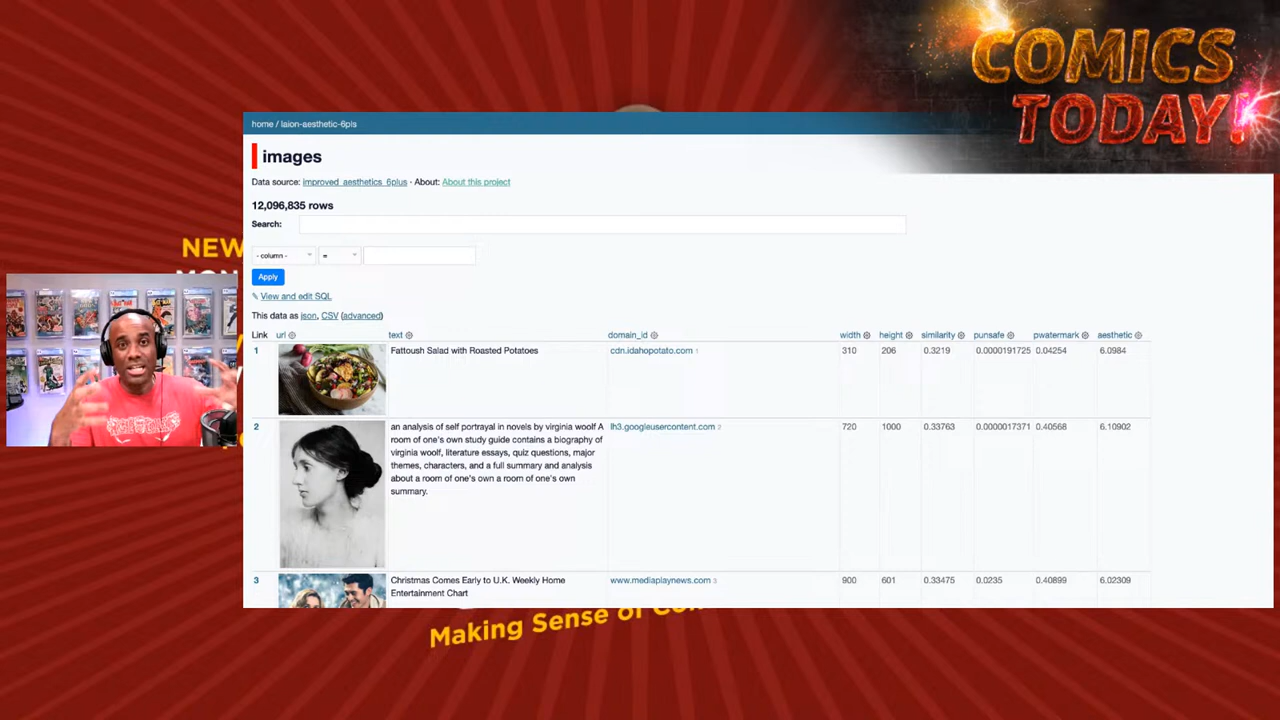 COMICS
TODAY!
home / laion-aesthetic-6pls
images
Data source: improved_aesthetics_6plus · About: About this project
12,096,835 rows
Search:
- column -
=
Apply
✎ View and edit SQL
This data as json, CSV (advanced)
Link url text domain_id width height similarity punsafe pwatermark aesthetic
1 Fattoush Salad with Roasted Potatoes cdn.idahopotato.com 1 310 206 0.3219 0.0000191725 0.04254 6.0984
2 an analysis of self portrayal in novels by virginia woolf A lh3.googleusercontent.com 2 720 1000 0.33763 0.0000017371 0.40568 6.10902
room of one's own study guide contains a biography of
virginia woolf, literature essays, quiz questions, major
themes, characters, and a full summary and analysis
about a room of one's own a room of one's own
summary.
3 Christmas Comes Early to U.K. Weekly Home www.mediaplaynews.com 3 900 601 0.33475 0.0235 0.40899 6.02309
Entertainment Chart
NEW
Making Sense of